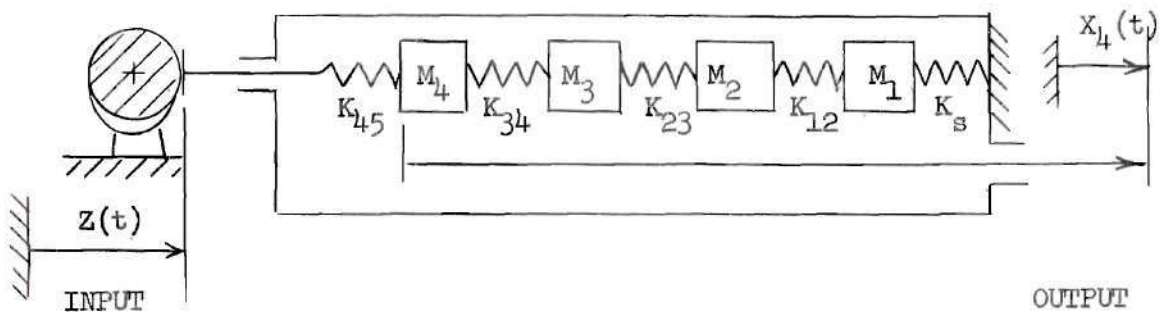 X₄(t)
M₄
M₃
M₂
M₁
K₄₅
K₃₄
K₂₃
K₁₂
Kₛ
Z(t)
INPUT
OUTPUT